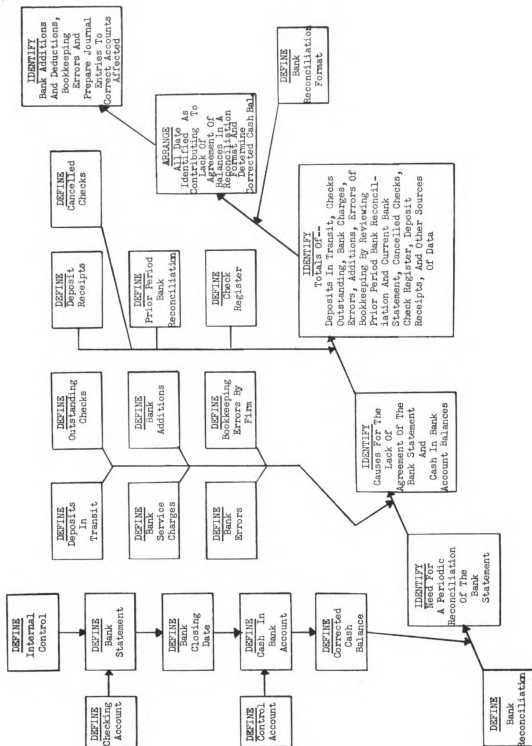 DEFINE
Internal
Control
DEFINE
Checking
Account
DEFINE
Bank
Statement
DEFINE
Bank
Closing
Date
DEFINE
Control
Account
DEFINE
Cash In
Bank
Account
DEFINE
Corrected
Cash
Balance
DEFINE
Bank
Reconciliation
IDENTIFY
Need For
A Periodic
Reconciliation
Of The
Bank
Statement
DEFINE
Deposits
In
Transit
DEFINE
Outstanding
Checks
DEFINE
Bank
Service
Charges
DEFINE
Bank
Additions
DEFINE
Bank
Errors
DEFINE
Bookkeeping
Errors By
Firm
IDENTIFY
Causes For The
Lack Of
Agreement Of The
Bank Statement
And
Cash In Bank
Account Balances
DEFINE
Deposit
Receipts
DEFINE
Cancelled
Checks
DEFINE
Prior Period
Bank
Reconciliation
DEFINE
Check
Register
IDENTIFY
Totals Of--
Deposits In Transit, Checks
Outstanding, Bank Charges,
Errors, Additions, Errors Of
Bookkeeping By Reviewing
Prior Period Bank Reconcil-
iation And Current Bank
Statement, Cancelled Checks,
Check Register, Deposit
Receipts, And Other Sources
Of Data
ARRANGE
All Date
Identified As
Contributing To
Lack Of
Agreement Of
Balances In A
Reconciliation
Format And
Determine
Corrected Cash Bal.
DEFINE
Bank
Reconciliation
Format
IDENTIFY
Bank Additions
And Deductions,
Bookkeeping
Errors And
Prepare Journal
Entries To
Correct Accounts
Affected